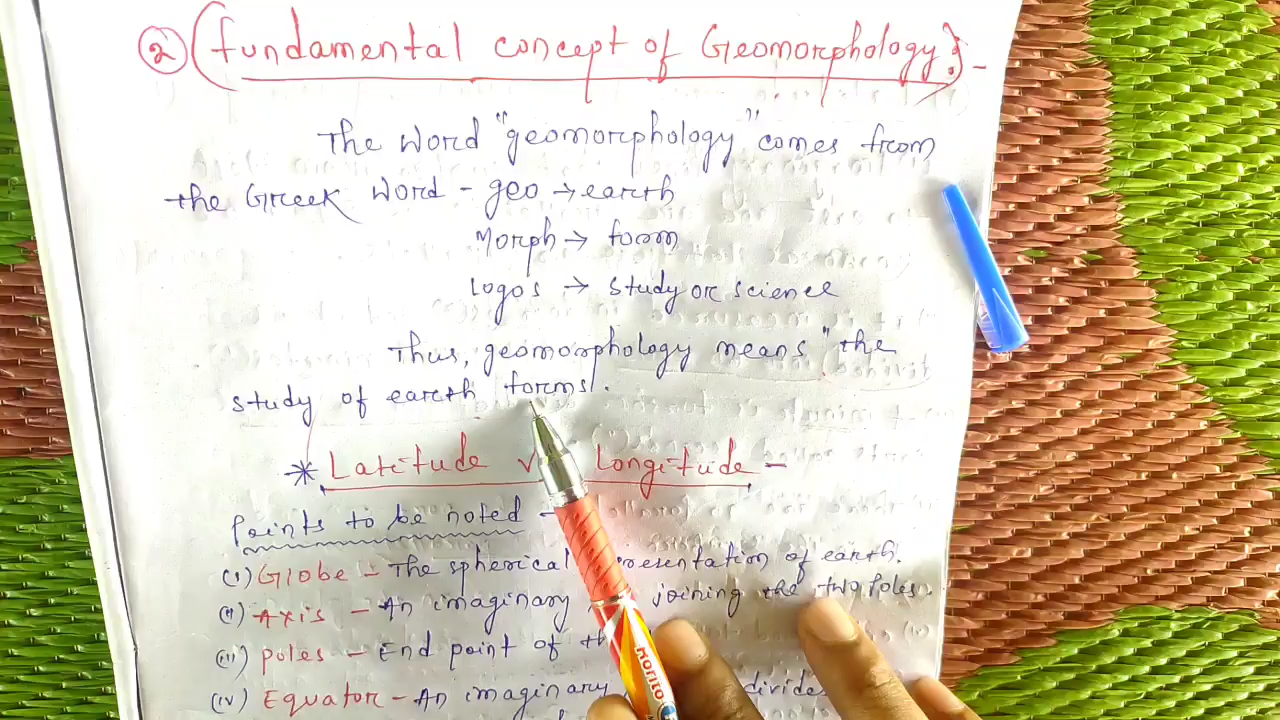 ② (fundamental concept of Geomorphology: -
The word "geomorphology" comes from
the Greek word - geo → earth
Morph → form
Logos → study or science
Thus, geomorphology means "the
study of earth forms".
* Latitude Longitude -
Points to be noted -
(i) Globe - The spherical presentation of earth.
(ii) Axis - An imaginary joining the two poles.
(iii) poles - End point of
(iv) Equator - An imaginary divide
MOFITO